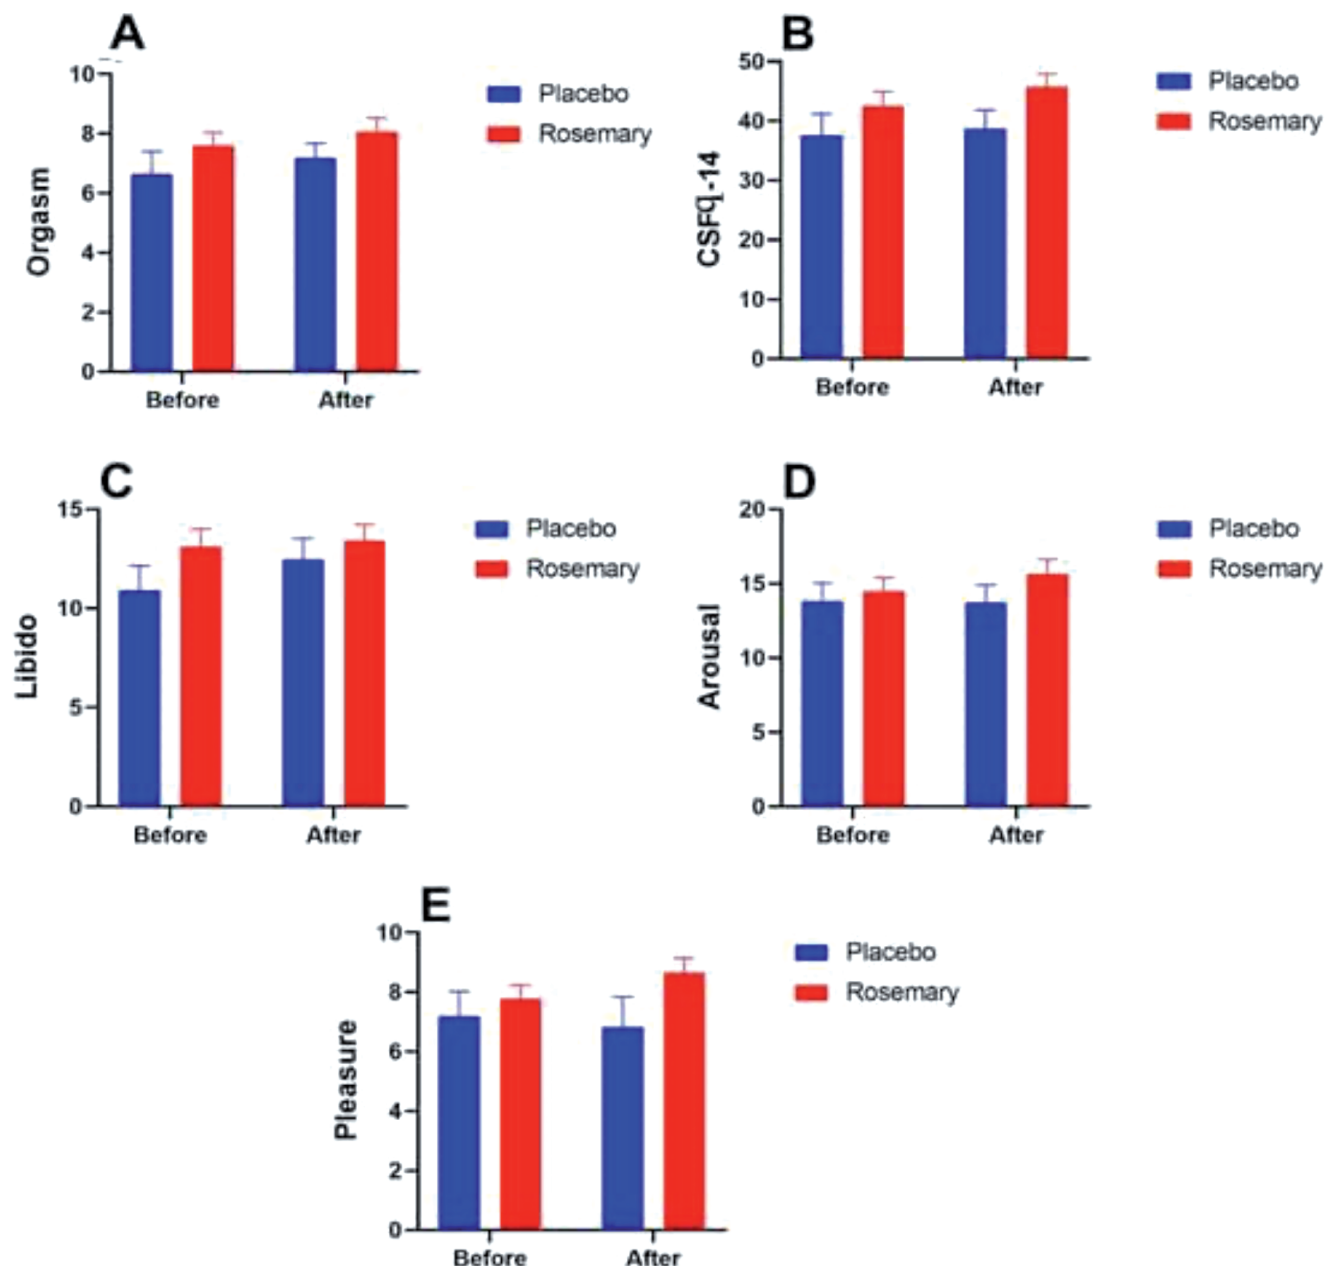 A
10
8
6
4
2
0
Orgasm
Before
After
Placebo
Rosemary
B
50
40
30
20
10
0
CSFq-14
Before
After
Placebo
Rosemary
C
15
10
5
0
Libido
Before
After
Placebo
Rosemary
D
20
15
10
5
0
Arousal
Before
After
Placebo
Rosemary
E
10
8
6
4
2
0
Pleasure
Before
After
Placebo
Rosemary